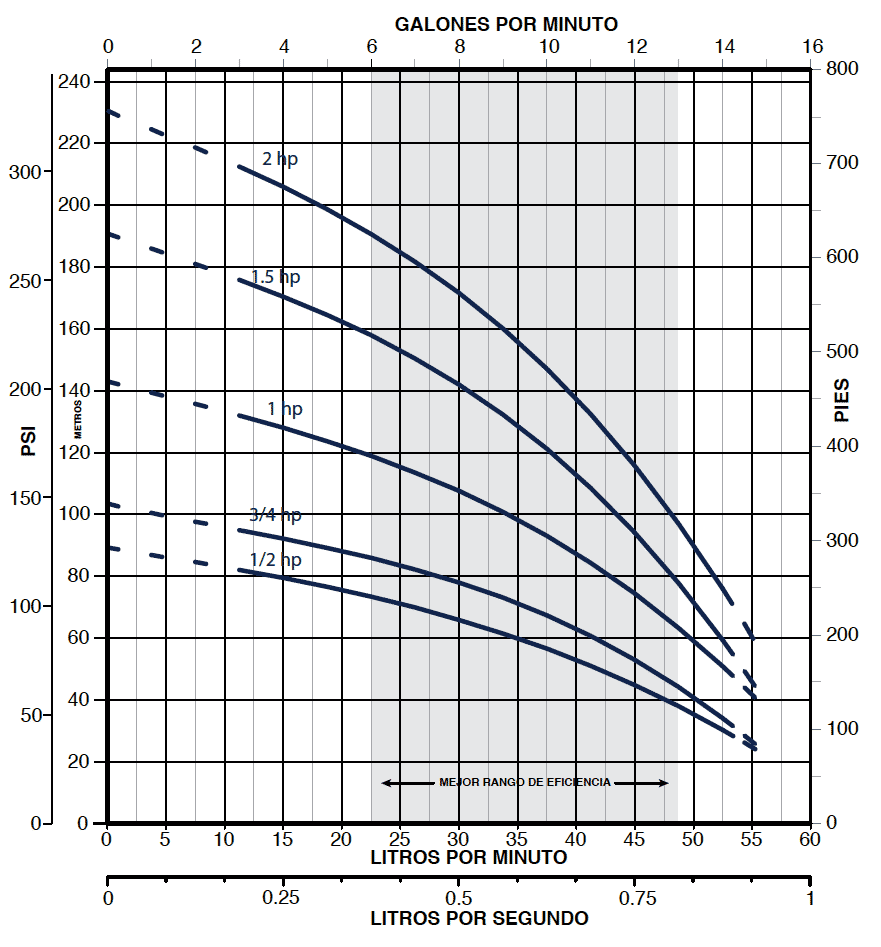 GALONES POR MINUTO
0 2 4 6 8 10 12 14 16
240
220
200
180
160
140
120
100
80
60
40
20
0
METROS
300
250
200
150
100
50
0
PSI
800
700
600
500
400
300
200
100
0
PIES
2 hp
1.5 hp
1 hp
3/4 hp
1/2 hp
MEJOR RANGO DE EFICIENCIA
0 5 10 15 20 25 30 35 40 45 50 55 60
LITROS POR MINUTO
0 0.25 0.5 0.75 1
LITROS POR SEGUNDO